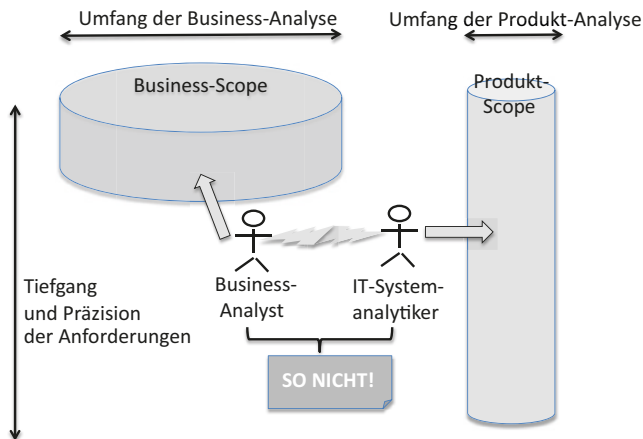 Umfang der Business-Analyse
Umfang der Produkt-Analyse
Business-Scope
Produkt-
Scope
Tiefgang
und Präzision
der Anforderungen
Business-
Analyst
IT-System-
analytiker
SO NICHT!